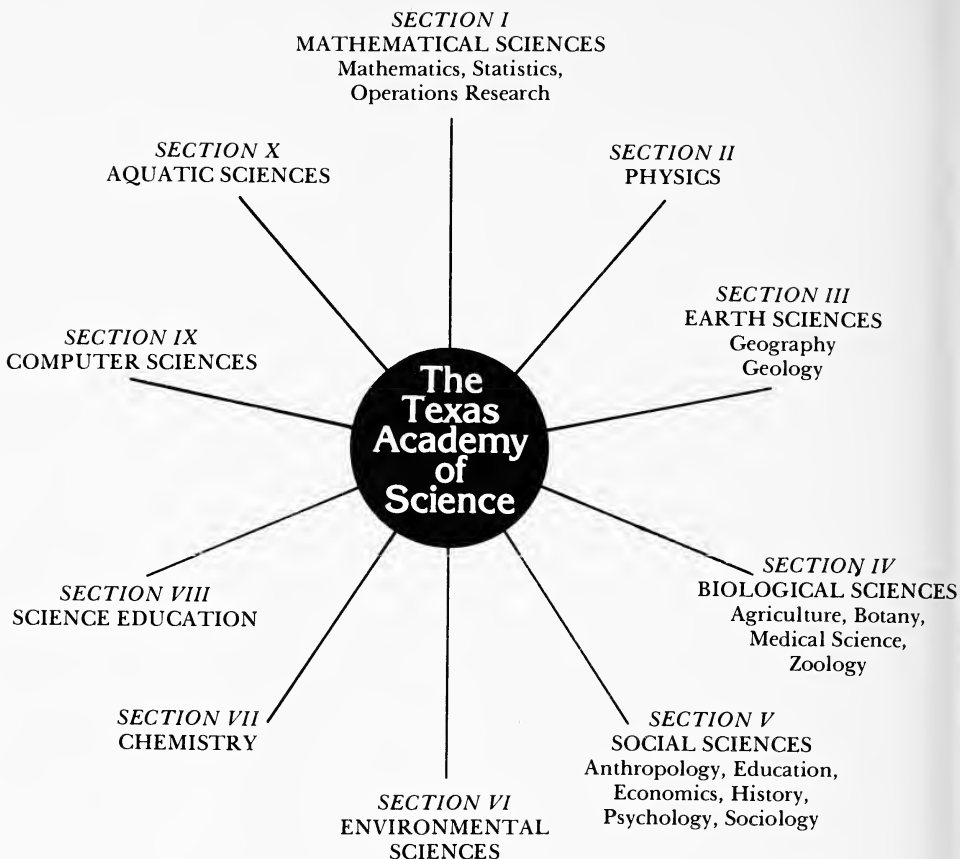 SECTION I
MATHEMATICAL SCIENCES
Mathematics, Statistics,
Operations Research
SECTION II
PHYSICS
SECTION III
EARTH SCIENCES
Geography
Geology
SECTION IV
BIOLOGICAL SCIENCES
Agriculture, Botany,
Medical Science,
Zoology
SECTION V
SOCIAL SCIENCES
Anthropology, Education,
Economics, History,
Psychology, Sociology
SECTION VI
ENVIRONMENTAL
SCIENCES
SECTION VII
CHEMISTRY
SECTION VIII
SCIENCE EDUCATION
SECTION IX
COMPUTER SCIENCES
SECTION X
AQUATIC SCIENCES
The
Texas
Academy
of
Science